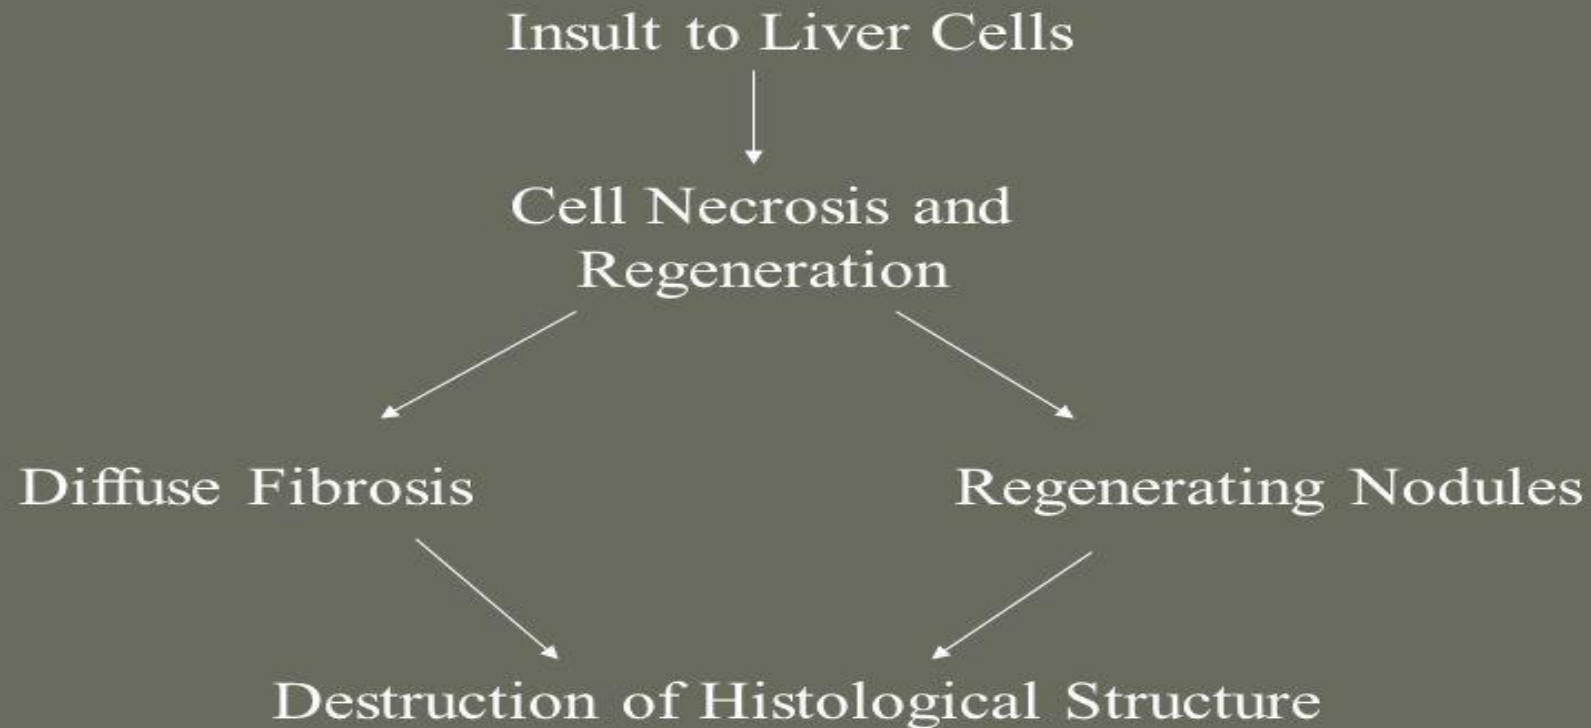 Insult to Liver Cells
Cell Necrosis and
Regeneration
Diffuse Fibrosis
Regenerating Nodules
Destruction of Histological Structure